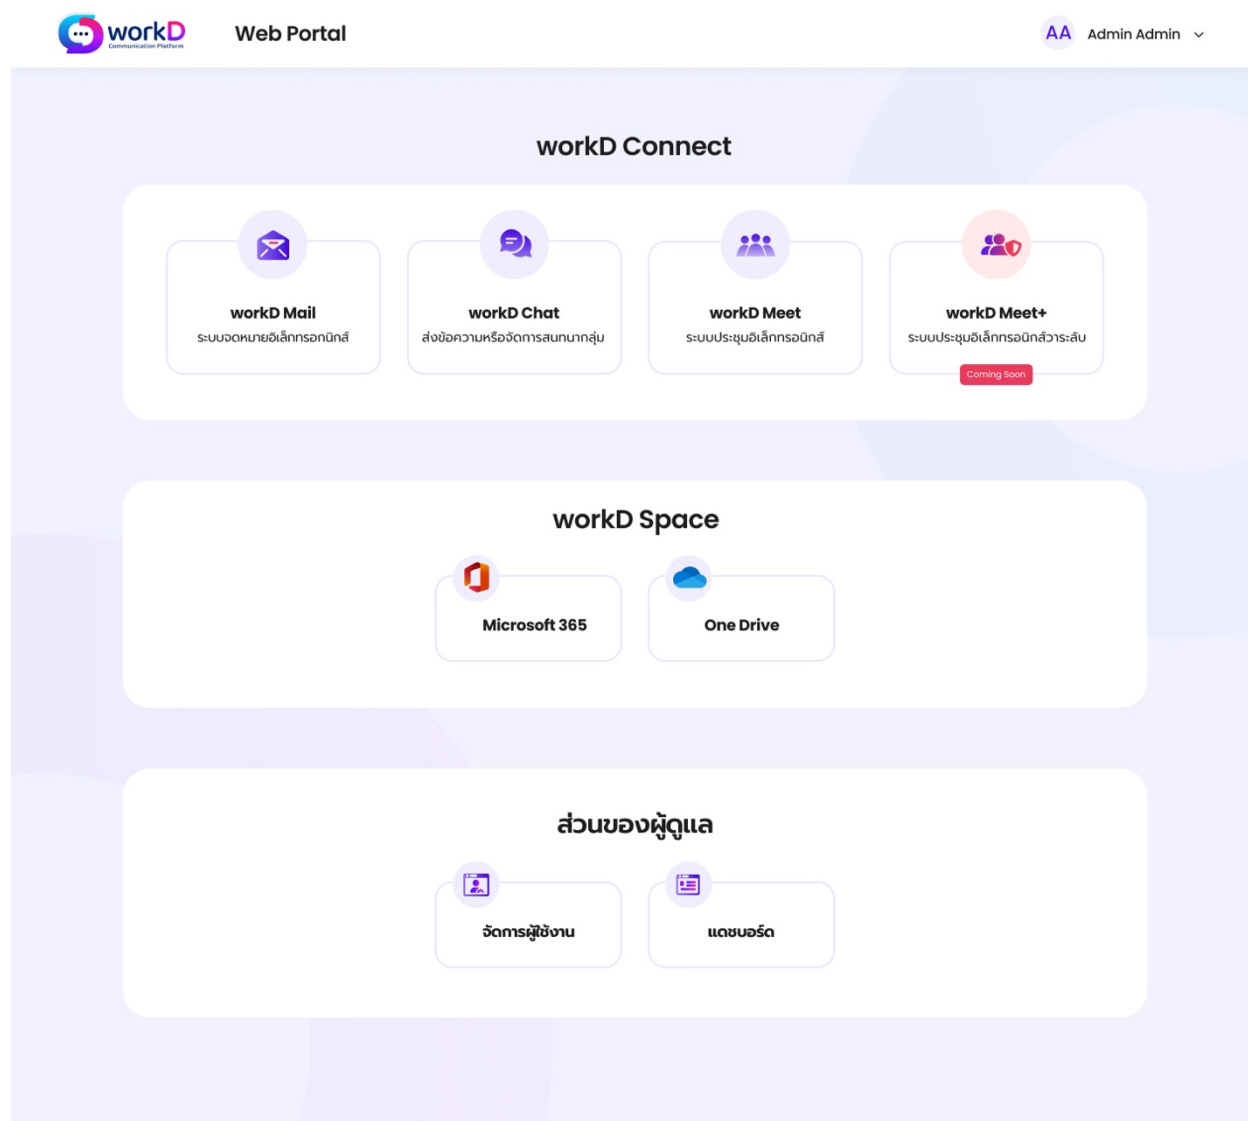 workD
Communication Platform
Web Portal
AA
Admin Admin
workD Connect
workD Mail
ระบบจดหมายอิเล็กทรอกนิกส์
workD Chat
ส่งข้อความหรือจัดการสนทนากลุ่ม
workD Meet
ระบบประชุมอิเล็กทรอนิกส์
workD Meet+
ระบบประชุมอิเล็กทรอนิกส์วาระลับ
Coming Soon
workD Space
Microsoft 365
One Drive
ส่วนของผู้ดูแล
จัดการผู้ใช้งาน
แดชบอร์ด